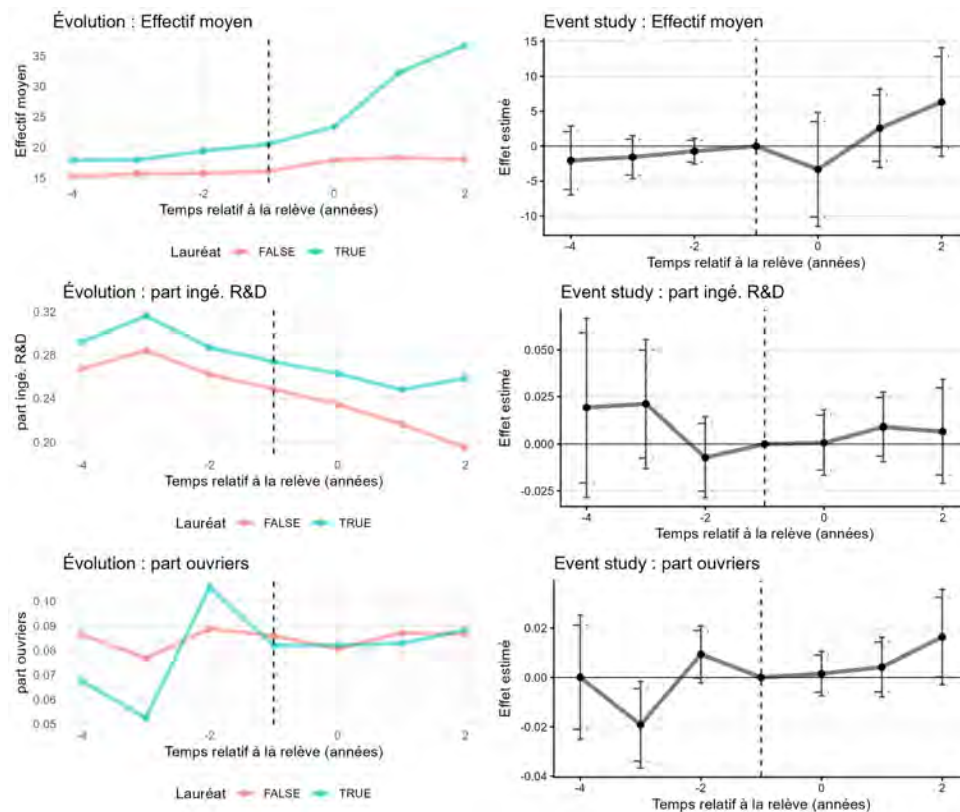 Évolution : Effectif moyen
Effectif moyen
35
30
25
20
15
-4
-2
0
2
Temps relatif à la relève (années)
Lauréat
FALSE
TRUE
Event study : Effectif moyen
Effet estimé
15
10
5
0
-5
-10
-4
-2
0
2
Temps relatif à la relève (années)
Évolution : part ingé. R&D
part ingé. R&D
0.32
0.28
0.24
0.20
-4
-2
0
2
Temps relatif à la relève (années)
Lauréat
FALSE
TRUE
Event study : part ingé. R&D
Effet estimé
0.050
0.025
0.000
-0.025
-4
-2
0
2
Temps relatif à la relève (années)
Évolution : part ouvriers
part ouvriers
0.10
0.09
0.08
0.07
0.06
0.05
-4
-2
0
2
Temps relatif à la relève (années)
Lauréat
FALSE
TRUE
Event study : part ouvriers
Effet estimé
0.02
0.00
-0.02
-0.04
-4
-2
0
2
Temps relatif à la relève (années)